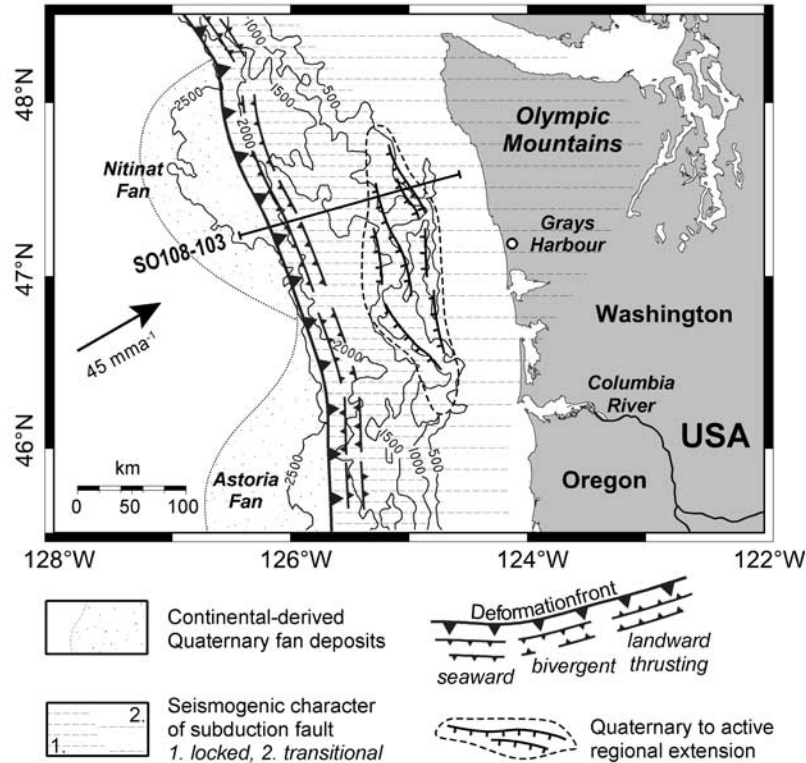 48°N
47°N
46°N
2500
1000
1500
500
2000
Nitinat
Fan
SO108-103
45 mma⁻¹
Olympic
Mountains
Grays
Harbour
Washington
Columbia
River
USA
Oregon
2000
2500
1500
1000
500
Astoria
Fan
km
0 50 100
128°W
126°W
124°W
122°W
Continental-derived
Quaternary fan deposits
1.
2.
Seismogenic character
of subduction fault
1. locked, 2. transitional
Deformationfront
seaward
bivergent
landward
thrusting
Quaternary to active
regional extension